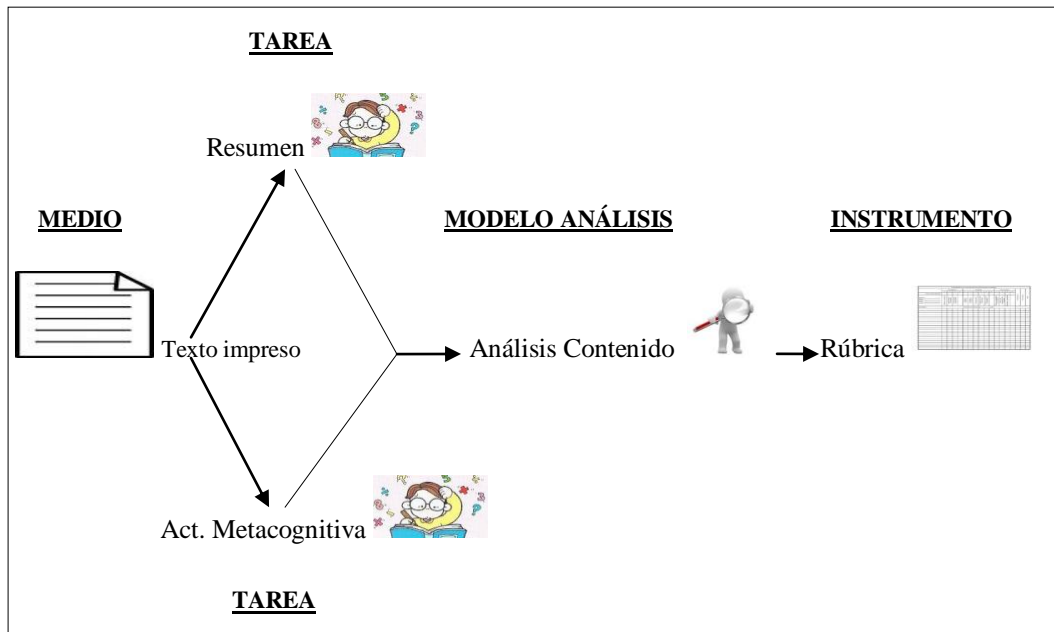 TAREA
Resumen
MEDIO
MODELO ANÁLISIS
INSTRUMENTO
Texto impreso
Análisis Contenido
Rúbrica
Act. Metacognitiva
TAREA